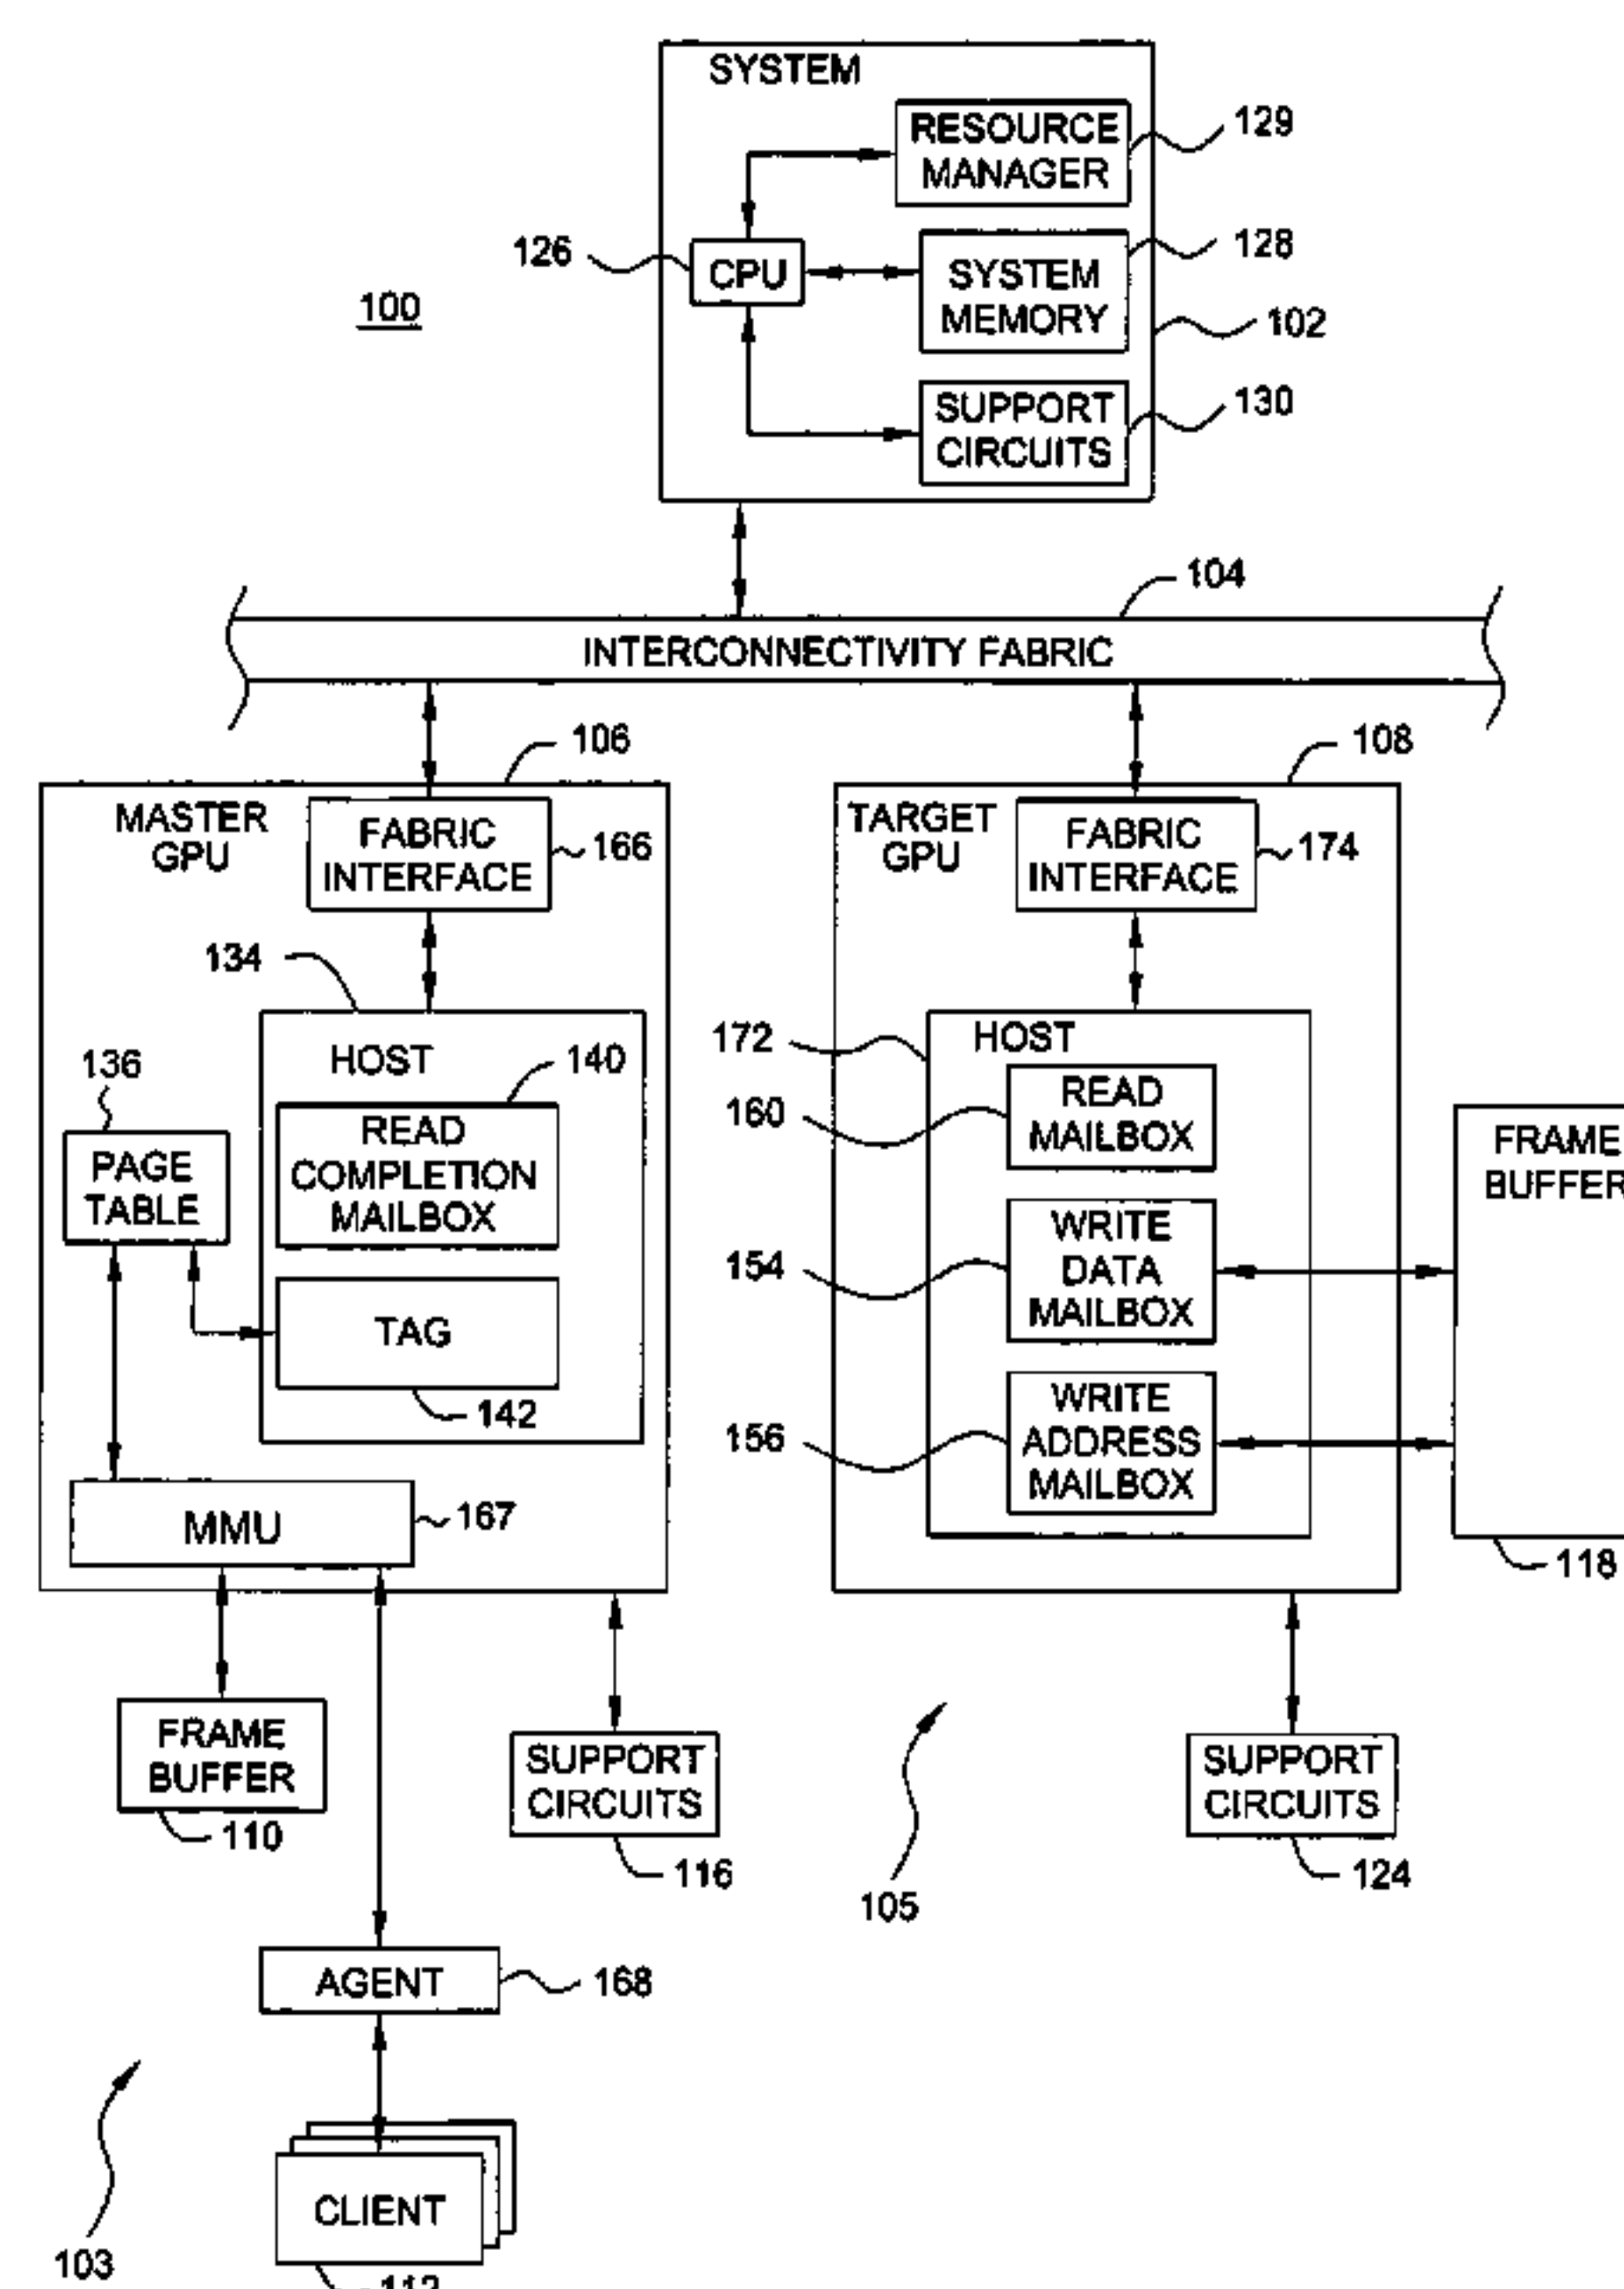 SYSTEM
RESOURCE
MANAGER
129
126
CPU
SYSTEM
MEMORY
128
100
102
SUPPORT
CIRCUITS
130
104
INTERCONNECTIVITY FABRIC
106
108
MASTER
GPU
FABRIC
INTERFACE
166
TARGET
GPU
FABRIC
INTERFACE
174
134
HOST
140
136
READ
COMPLETION
MAILBOX
PAGE
TABLE
TAG
142
MMU
167
172
HOST
160
READ
MAILBOX
154
WRITE
DATA
MAILBOX
156
WRITE
ADDRESS
MAILBOX
FRAME
BUFFER
118
FRAME
BUFFER
110
SUPPORT
CIRCUITS
116
105
SUPPORT
CIRCUITS
124
AGENT
168
103
CLIENT